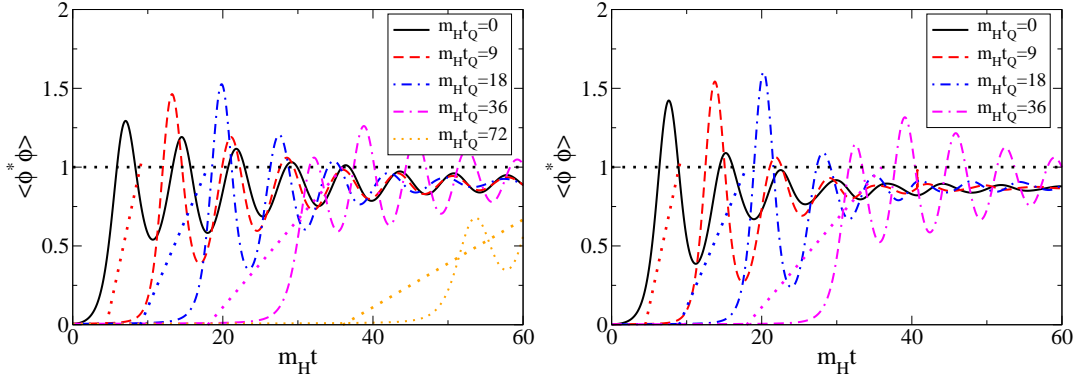 2
1.5
1
0.5
0
<ϕ* ϕ>
m_Ht_Q=0
m_Ht_Q=9
m_Ht_Q=18
m_Ht_Q=36
m_Ht_Q=72
0 20 40 60
m_Ht
2
1.5
1
0.5
0
<ϕ* ϕ>
m_Ht_Q=0
m_Ht_Q=9
m_Ht_Q=18
m_Ht_Q=36
0 20 40 60
m_Ht